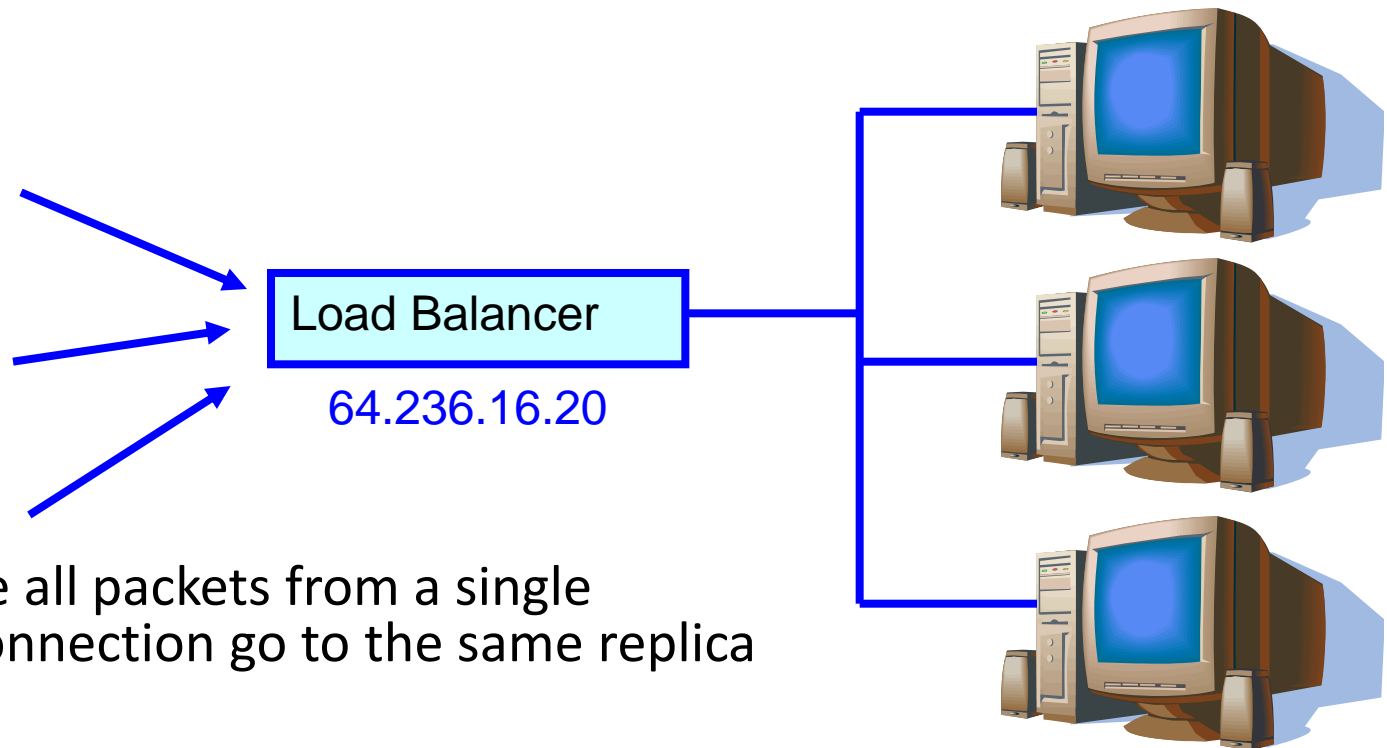 Load Balancer
64.236.16.20
e all packets from a single
onnection go to the same replica